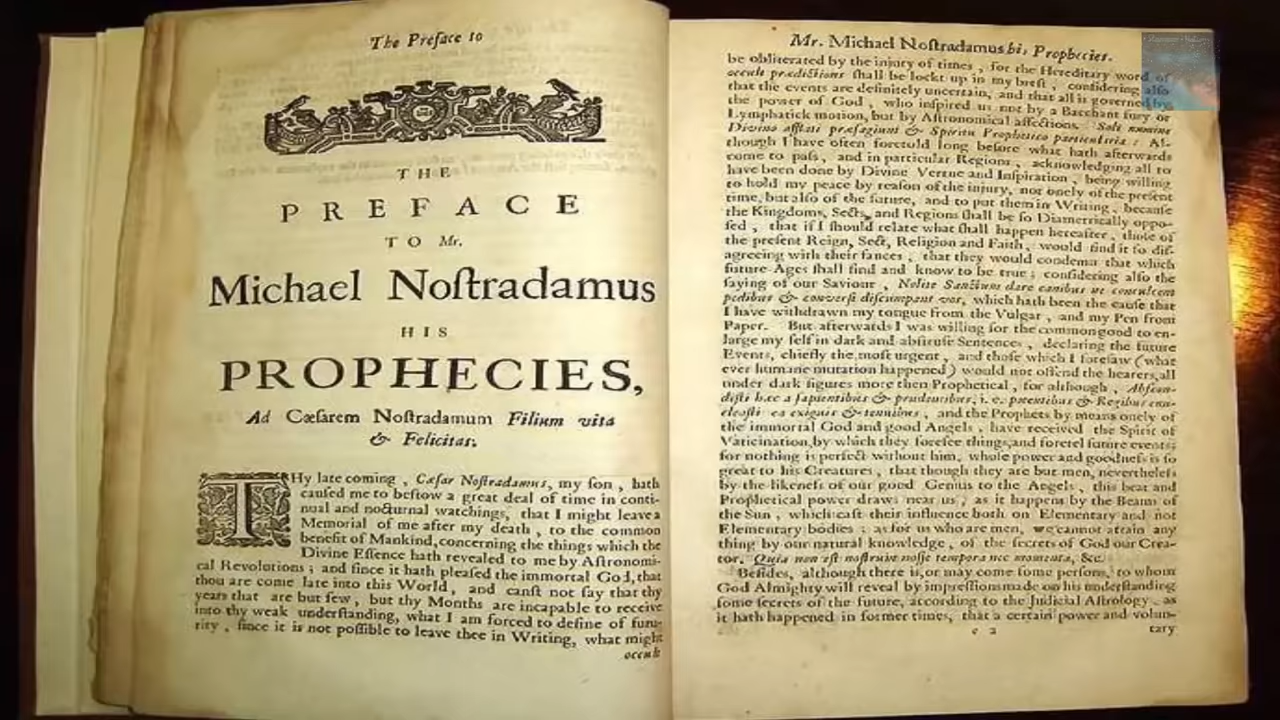 The Preface to
THE
PREFACE
TO Mr.
Michael Noſtradamus
HIS
PROPHECIES,
Ad Cæſarem Noſtradamum Filium vita
& Felicitas.
THy late coming, Cæſar Noſtradamus, my ſon, hath
cauſed me to beſtow a great deal of time in conti-
nual and nocturnal watchings, that I might leave a
Memorial of me after my death, to the common
benefit of Mankind, concerning the things which the
Divine Eſſence hath revealed to me by Aſtronomi-
cal Revolutions; and ſince it hath pleaſed the immortal God, that
thou are come late into this World, and canſt not ſay that thy
years that are but few, but thy Months are incapable to receive
into thy weak underſtanding, what I am forced to define of futu-
rity, ſince it is not poſſible to leave thee in Writing, what might
occult
Mr. Michael Noſtradamus his Prophecies.
be obliterated by the injury of times, for the Hereditary word of
occult prædictions ſhall be lockt up in my breſt, conſidering alſo
that the events are definitely uncertain, and that all is governed by
the power of God, who inſpired us not by a Bacchant fury or
Lymphatick motion, but by Aſtronomical affections. Soli numine
Divino afflati præſagiunt & Spiritu Prophetico particularia: Al-
though I have often foretold long before what hath afterwards
come to paſs, and in particular Regions, acknowledging all to
have been done by Divine Vertue and Inſpiration, being willing
to hold my peace by reaſon of the injury, not onely of the preſent
time, but alſo of the future, and to put them in Writing, becauſe
the Kingdoms, Sects, and Regions ſhall be ſo Diametrically oppo-
ſed, that if I ſhould relate what ſhall happen hereafter, thoſe of
the preſent Reign, Sect, Religion and Faith, would find it ſo diſ-
agreeing with their fances, that they would condemn that which
future Ages ſhall find and know to be true; conſidering alſo the
ſaying of our Saviour, Nolite Sanctum dare canibus ne conculcent
pedibus & converſi diſcumpant vos, which hath been the cauſe that
I have withdrawn my tongue from the Vulgar, and my Pen from
Paper. But afterwards I was willing for the common good to en-
large my ſelf in dark and abſtruſe Sentences, declaring the future
Events, chiefly the moſt urgent, and thoſe which I foreſaw (what
ever humane mutation happened) would not offend the hearers, all
under dark figures more then Prophetical, for although, Abſcon-
diſti hæc a ſapientibus & prudentibus, i. e. potentibus & Regibus enu-
cleaſti ea exiguis & tenuibus, and the Prophets by means onely of
the immortal God and good Angels, have received the Spirit of
Vaticination, by which they foreſee things, and foretel future events;
for nothing is perfect without him, whoſe power and goodneſs is ſo
great to his Creatures, that though they are but men, nevertheleſs
by the likeneſs of our good Genius to the Angels, this heat and
Prophetical power draws near us, as it happens by the Beams of
the Sun, which caſt their influence both on Elementary and not
Elementary bodies; as for us who are men, we cannot attain any
thing by our natural knowledge, of the ſecrets of God our Crea-
tor. Quia non eſt noſtrum noſſe tempora nec momenta, &c.
Beſides, although there is, or may come ſome perſons, to whom
God Almighty will reveal by impreſſions made on his underſtanding
ſome ſecrets of the future, according to the Judicial Aſtrology, as
it hath happened in former times, that a certain power and volun-
e 2
tary